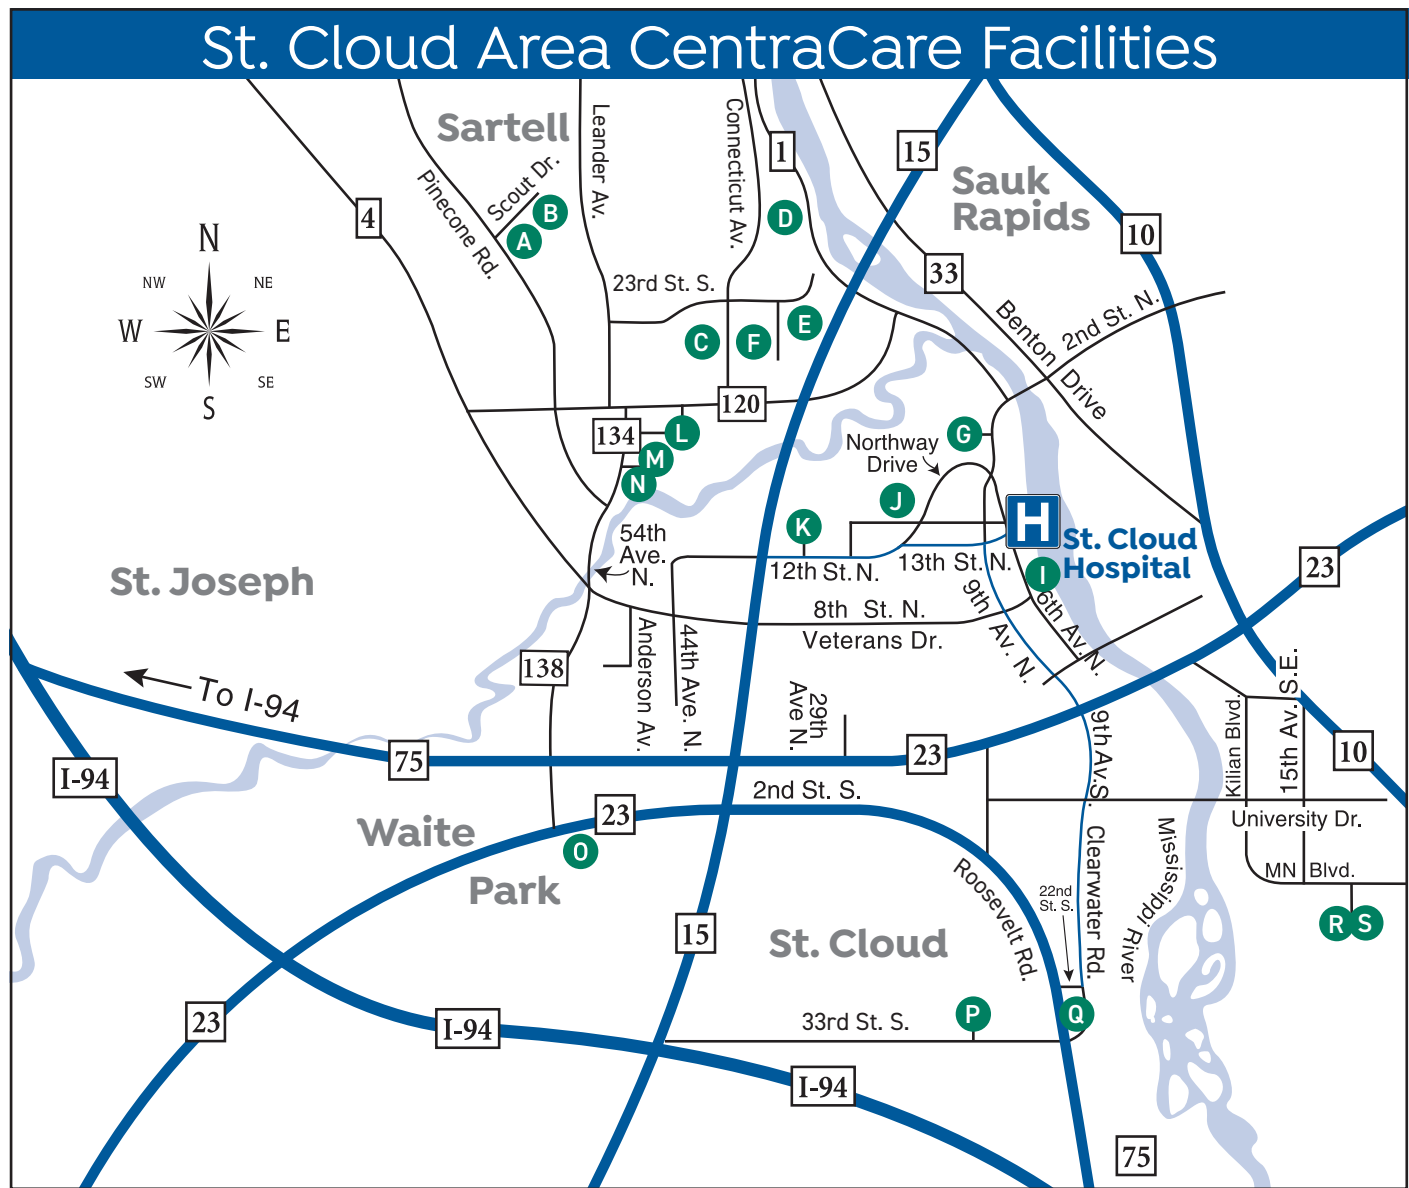 St. Cloud Area CentraCare Facilities
Sartell
Leander Av.
Connecticut Av.
1
15
Sauk
Rapids
Scout Dr.
Pinecone Rd.
B
A
D
4
10
N
NW
NE
W
E
SW
SE
S
23rd St. S.
33
Benton Drive
2nd St. N.
C
F
E
120
134
L
M
N
Northway
Drive
G
J
K
H
St. Cloud
Hospital
I
54th
Ave.
N.
12th St. N.
13th St. N.
St. Joseph
23
8th St. N.
Veterans Dr.
9th Av. N.
6th Av. N.
138
Anderson Av.
44th Ave. N.
29th
Ave N.
To I-94
75
I-94
23
9th Av. S.
Kilian Blvd.
15th Av. S.E.
10
2nd St. S.
23
Waite
Park
O
University Dr.
MN Blvd.
R
S
Roosevelt Rd.
22nd
St. S.
Clearwater Rd.
Mississippi River
15
St. Cloud
23
I-94
33rd St. S.
P
Q
I-94
75